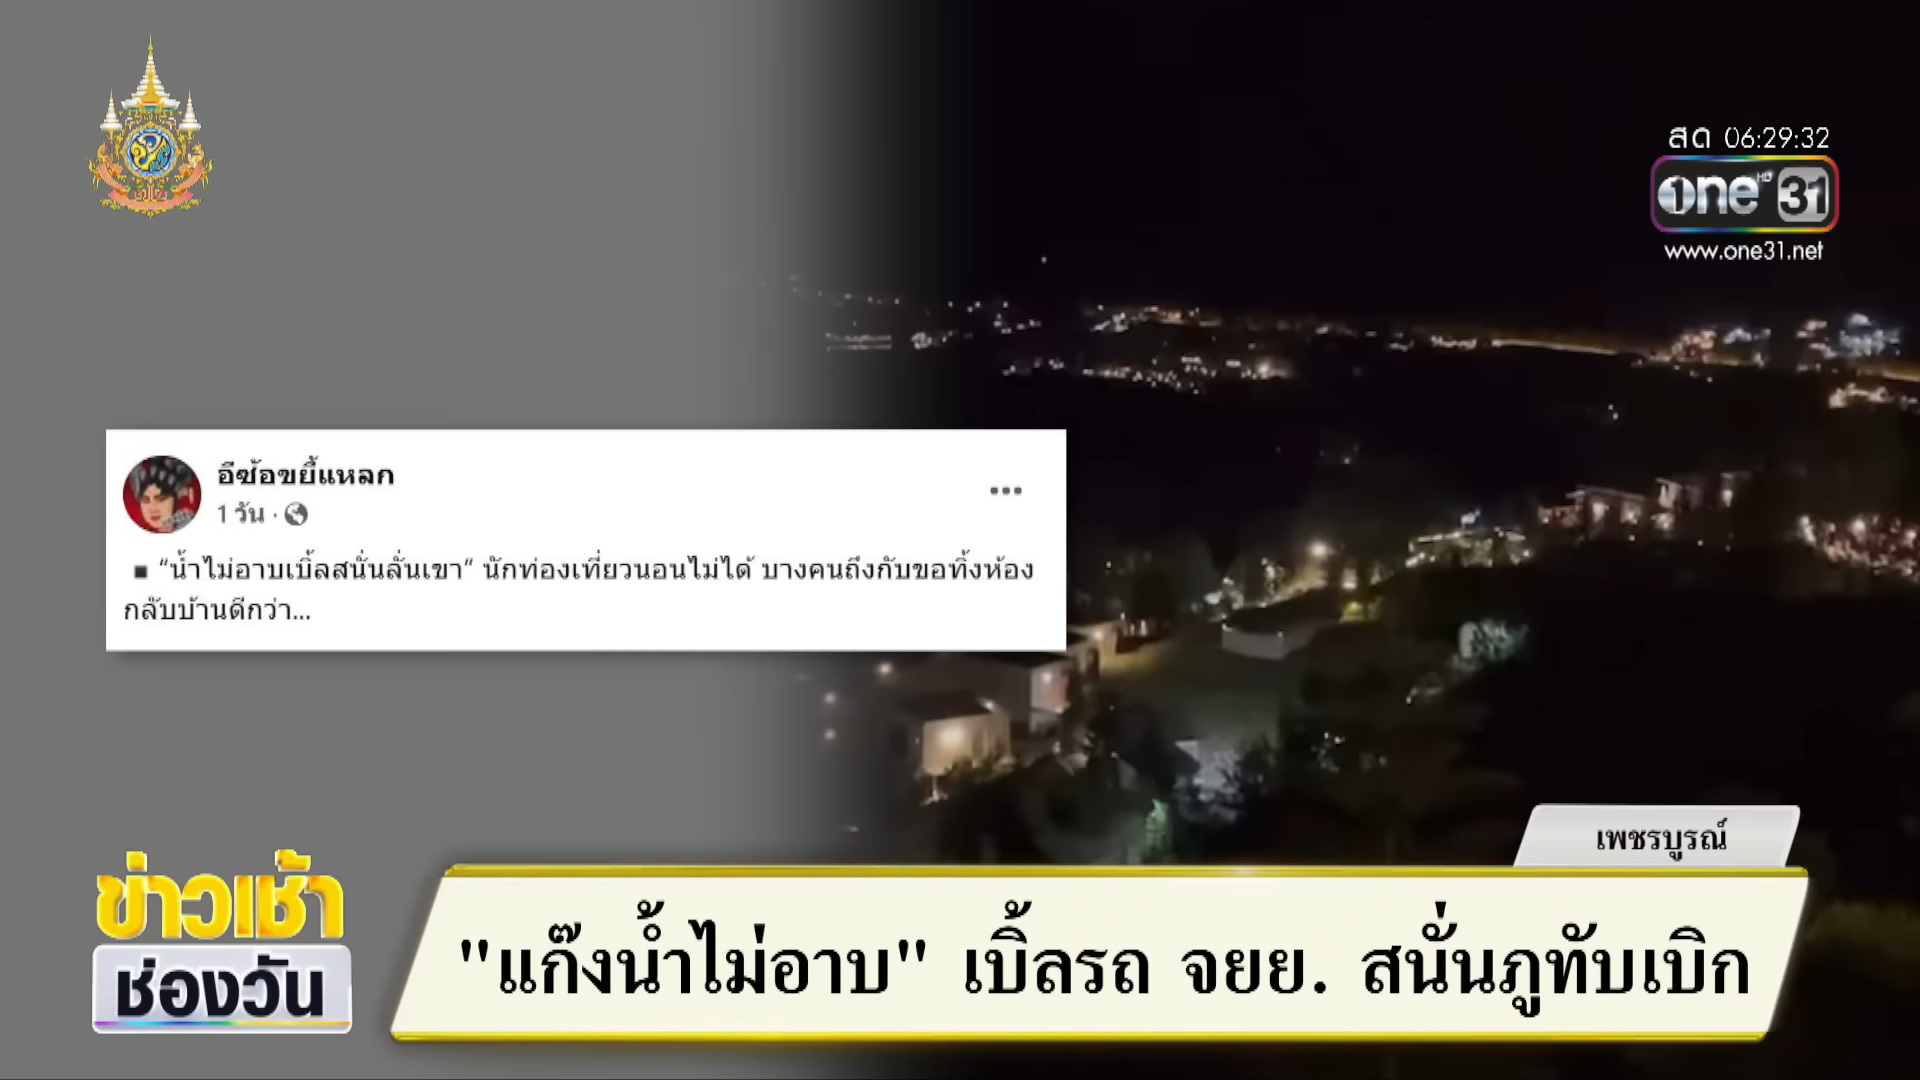 สด 06:29:32
one HD 31
www.one31.net
อีซ้อขยี้แหลก
1 วัน ·
▪ “น้ำไม่อาบเบิ้ลสนั่นลั่นเขา” นักท่องเที่ยวนอนไม่ได้ บางคนถึงกับขอทิ้งห้อง
กลับบ้านดีกว่า...
เพชรบูรณ์
"แก๊งน้ำไม่อาบ" เบิ้ลรถ จยย. สนั่นภูทับเบิก
ข่าวเช้า
ช่องวัน